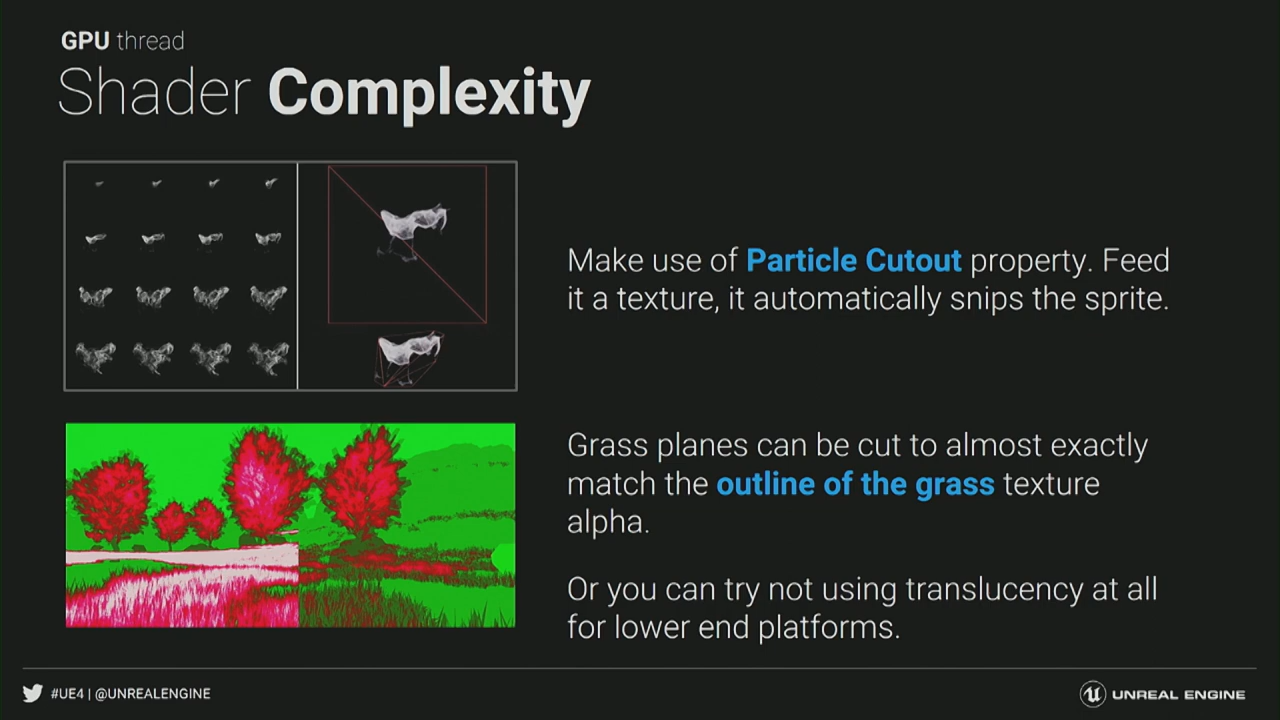 GPU thread
Shader Complexity
Make use of Particle Cutout property. Feed
it a texture, it automatically snips the sprite.
Grass planes can be cut to almost exactly
match the outline of the grass texture
alpha.
Or you can try not using translucency at all
for lower end platforms.
#UE4 | @UNREALENGINE
UNREAL ENGINE